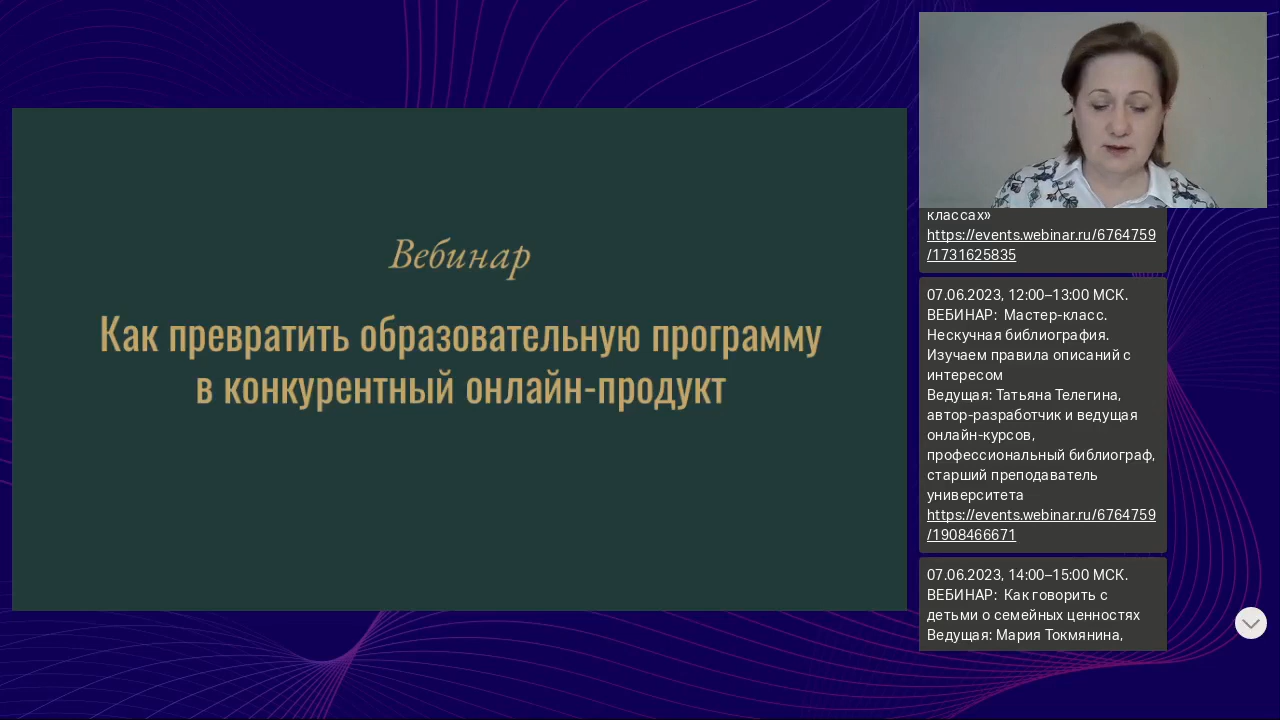 Вебинар
Как превратить образовательную программу
в конкурентный онлайн-продукт
классах»
https://events.webinar.ru/6764759
/1731625835
07.06.2023, 12:00–13:00 МСК.
ВЕБИНАР: Мастер-класс.
Нескучная библиография.
Изучаем правила описаний с
интересом
Ведущая: Татьяна Телегина,
автор-разработчик и ведущая
онлайн-курсов,
профессиональный библиограф,
старший преподаватель
университета
https://events.webinar.ru/6764759
/1908466671
07.06.2023, 14:00–15:00 МСК.
ВЕБИНАР: Как говорить с
детьми о семейных ценностях
Ведущая: Мария Токмянина,